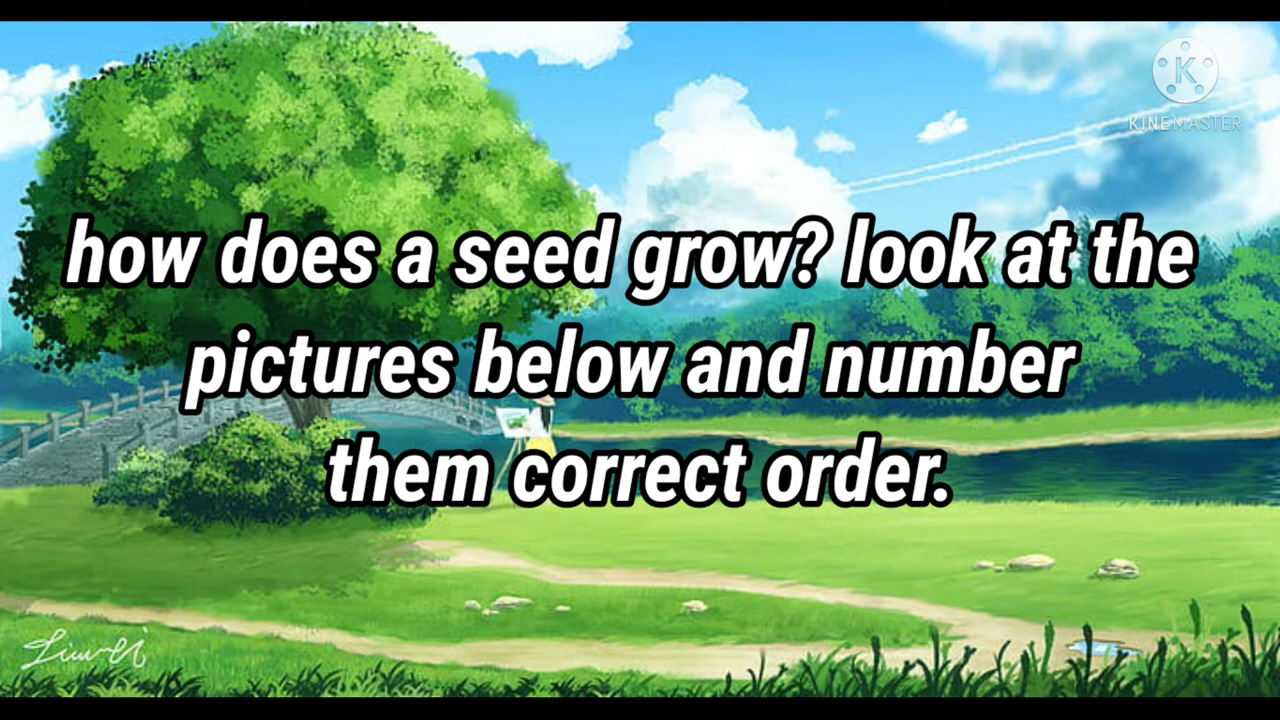 KINEMASTER
how does a seed grow? look at the
pictures below and number
them correct order.